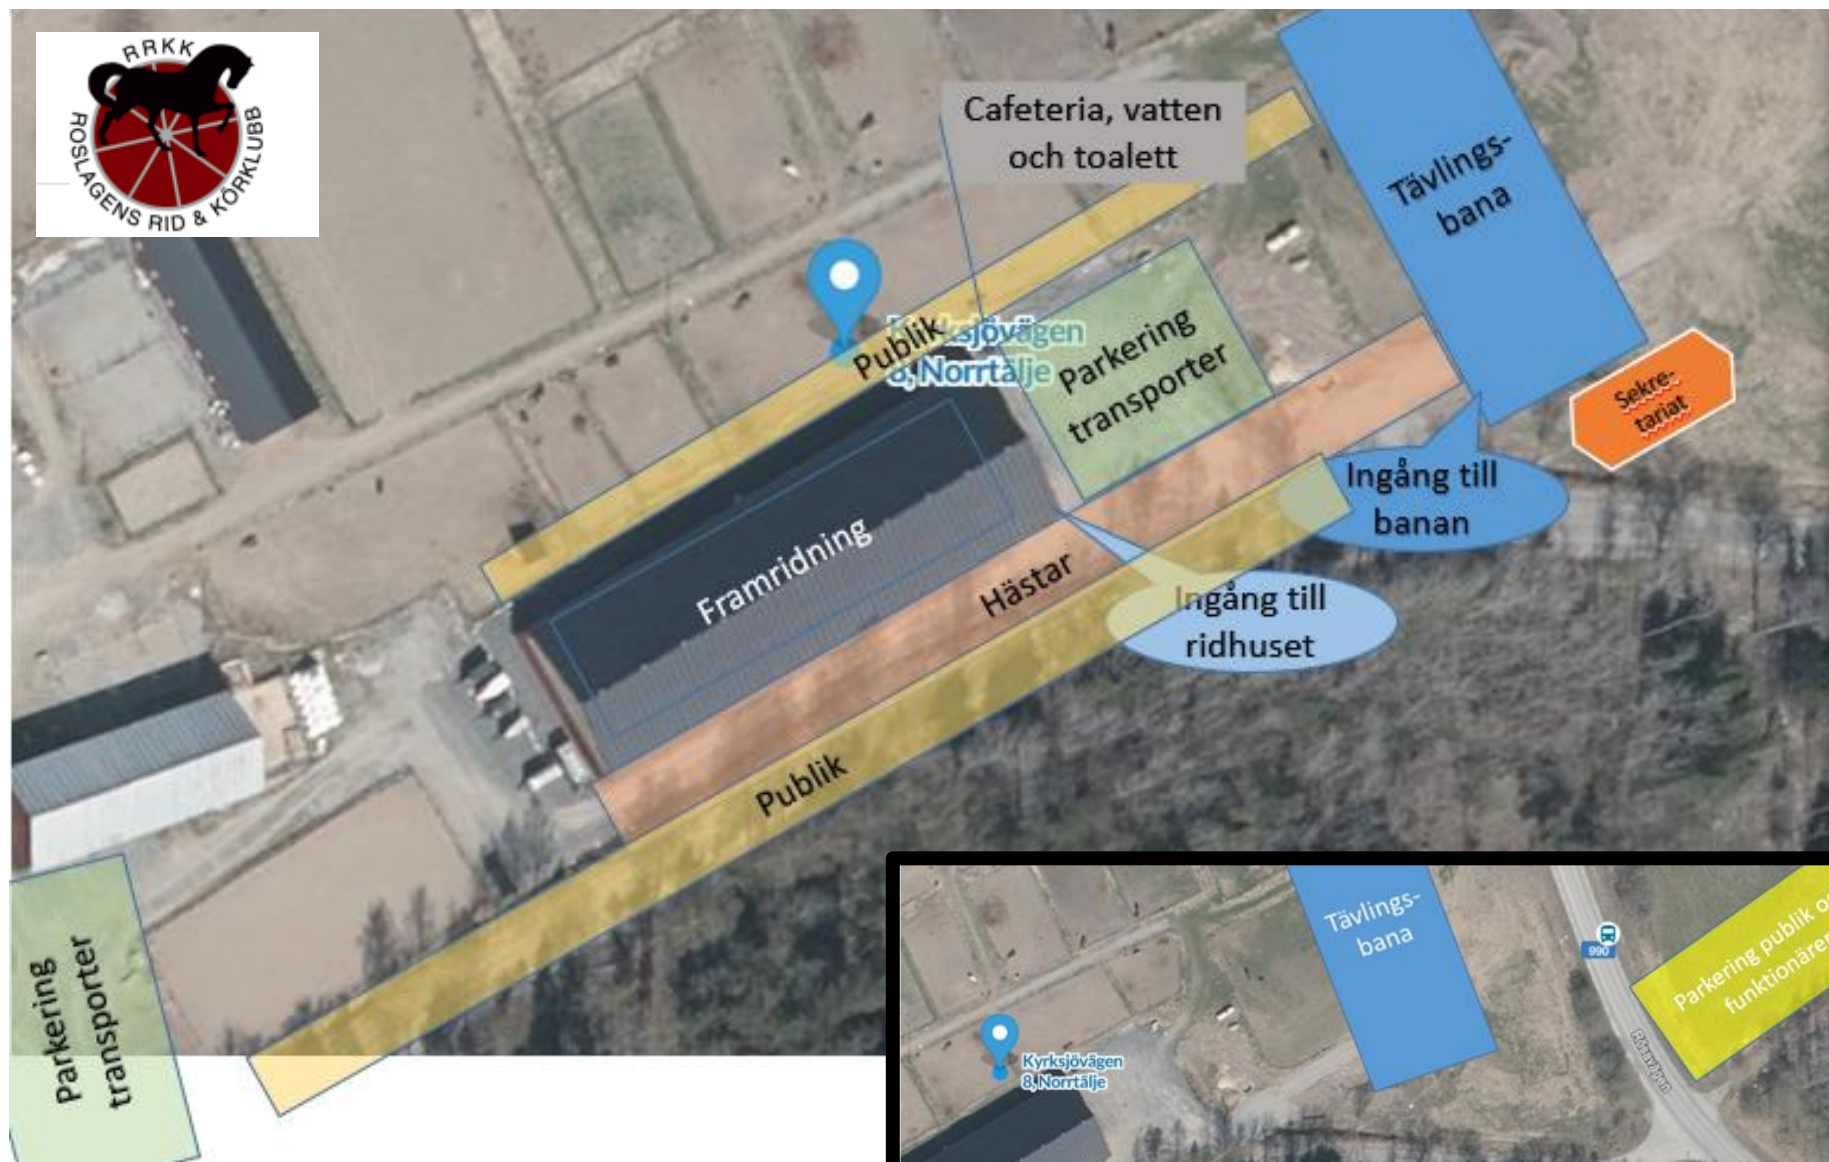 RRKK
ROSLAGENS RID & KÖRKLUBB
Cafeteria, vatten
och toalett
Tävlings-
bana
Publik
Kyrksjövägen
8, Norrtälje
Parkering
transporter
Sekre-
tariat
Ingång till
banan
Framridning
Hästar
Ingång till
ridhuset
Publik
Parkering
transporter
Tävlings-
bana
990
Parkering publik o
funktionärer
Kyrksjövägen
8, Norrtälje